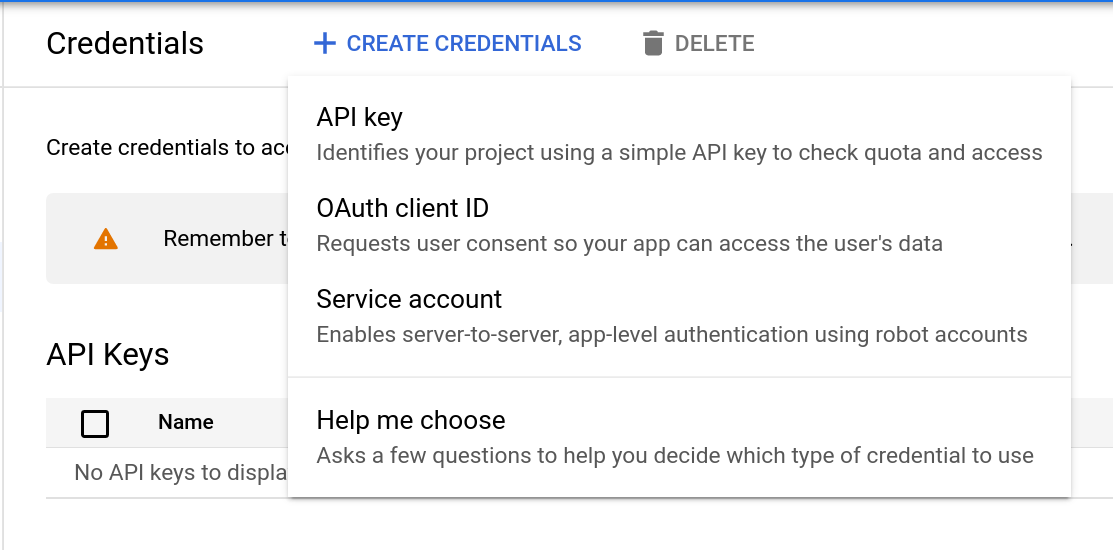 Credentials
CREATE CREDENTIALS
DELETE
API key
Create credentials to
Identifies your project using a simple API key to check quota and access
OAuth client ID
Requests user consent so your app can access the user's data
Remember
Service account
Enables server-to-server, app-level authentication using robot accounts
API Keys
Help me choose
Name
Asks a few questions to help you decide which type of credential to use
No API keys to